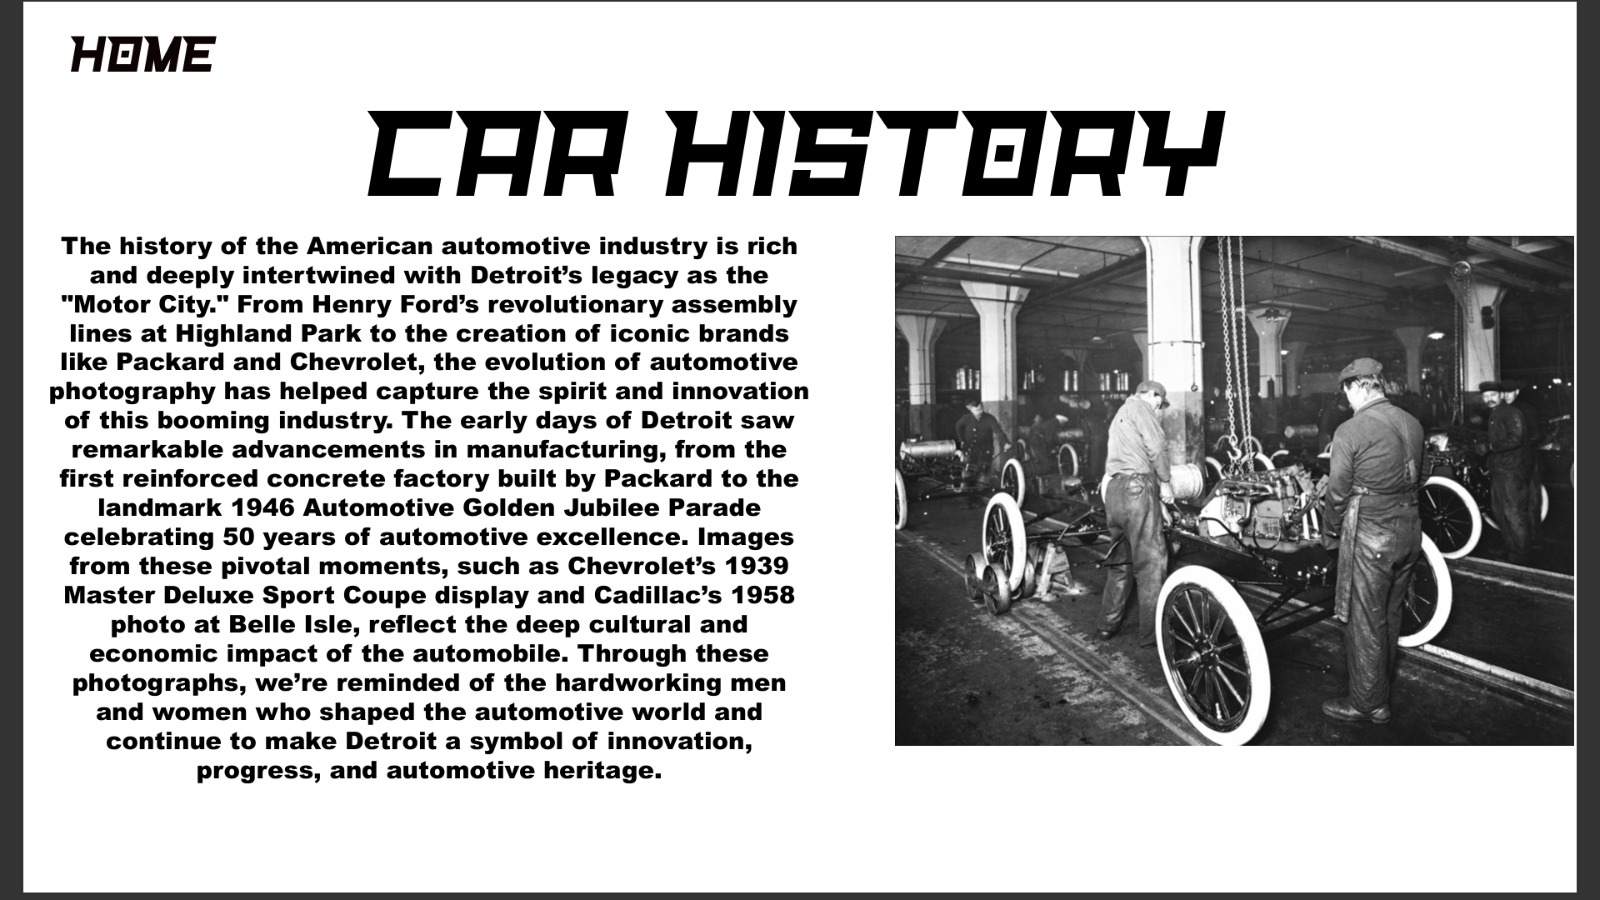 HOME
CAR HISTORY
The history of the American automotive industry is rich
and deeply intertwined with Detroit’s legacy as the
"Motor City." From Henry Ford’s revolutionary assembly
lines at Highland Park to the creation of iconic brands
like Packard and Chevrolet, the evolution of automotive
photography has helped capture the spirit and innovation
of this booming industry. The early days of Detroit saw
remarkable advancements in manufacturing, from the
first reinforced concrete factory built by Packard to the
landmark 1946 Automotive Golden Jubilee Parade
celebrating 50 years of automotive excellence. Images
from these pivotal moments, such as Chevrolet’s 1939
Master Deluxe Sport Coupe display and Cadillac’s 1958
photo at Belle Isle, reflect the deep cultural and
economic impact of the automobile. Through these
photographs, we’re reminded of the hardworking men
and women who shaped the automotive world and
continue to make Detroit a symbol of innovation,
progress, and automotive heritage.